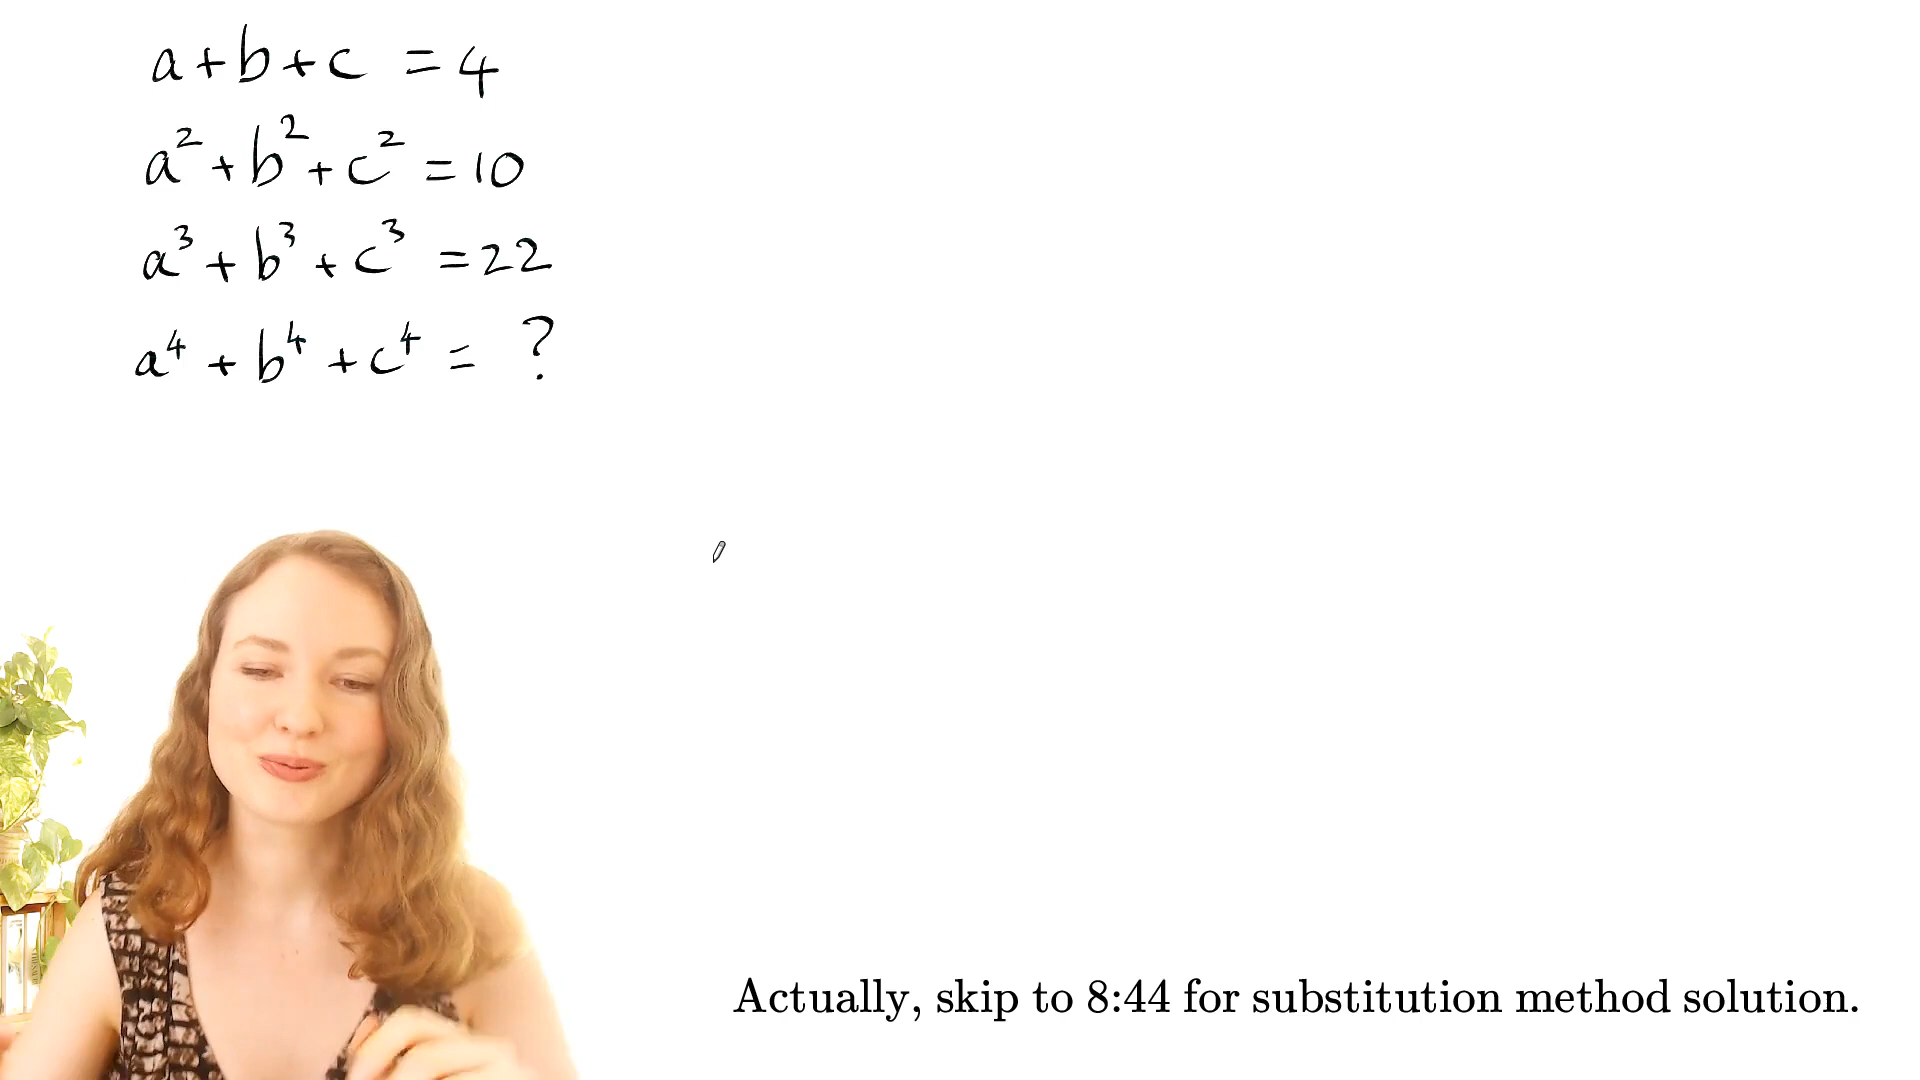 a+b+c = 4
a² + b² + c² = 10
a³ + b³ + c³ = 22
a⁴ + b⁴ + c⁴ = ?
Actually, skip to 8:44 for substitution method solution.